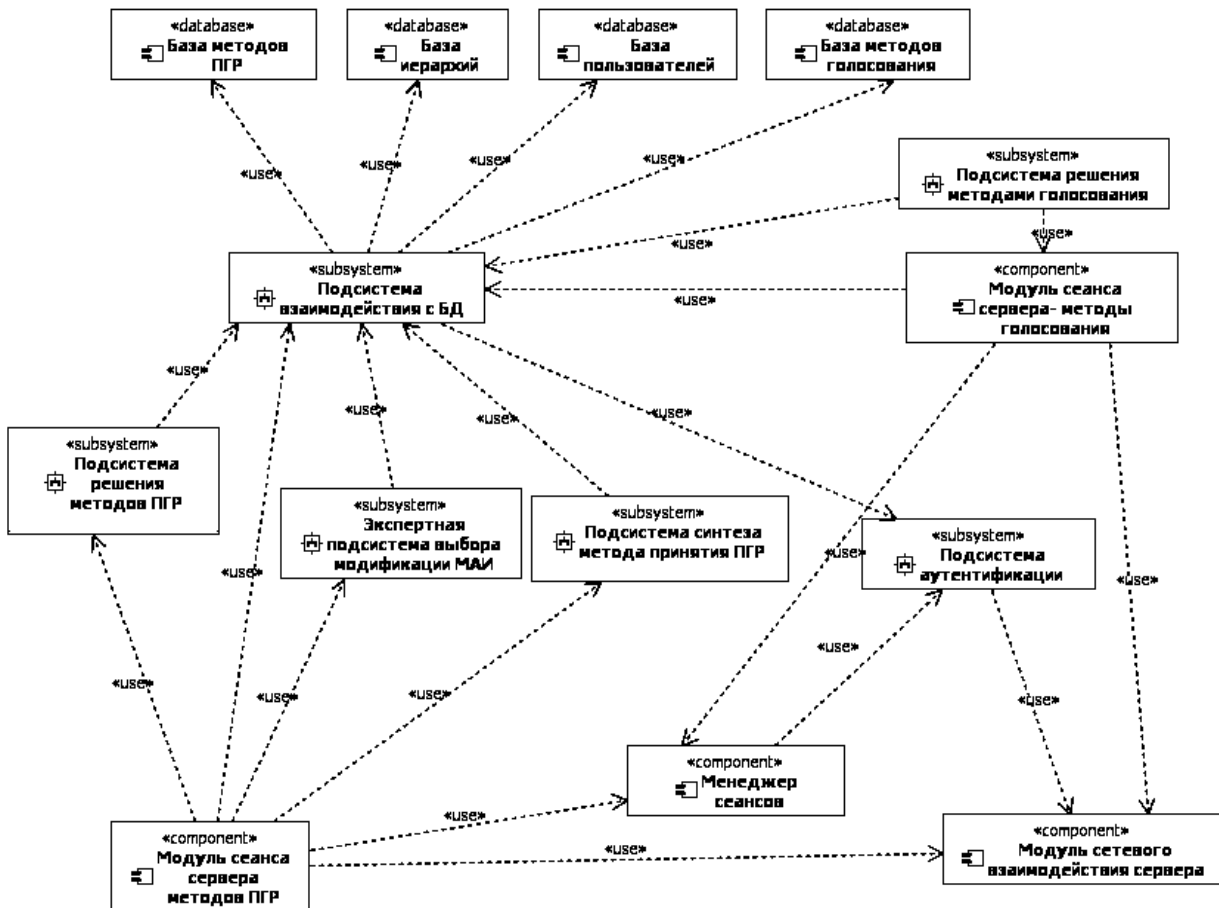 «database»
База методов
ПГР
«database»
База
иерархий
«database»
База
пользователей
«database»
База методов
голосования
«use»
«use»
«use»
«use»
«subsystem»
Подсистема решения
методами голосования
«use»
«use»
«subsystem»
Подсистема
взаимодействия с БД
«use»
«component»
Модуль сеанса
сервера- методы
голосования
«use»
«use»
«use»
«use»
«subsystem»
Подсистема
решения
методов ПГР
«subsystem»
Экспертная
подсистема выбора
модификации МАИ
«subsystem»
Подсистема синтеза
метода принятия ПГР
«subsystem»
Подсистема
аутентификации
«use»
«use»
«use»
«use»
«use»
«use»
«use»
«use»
«component»
Менеджер
сеансов
«use»
«component»
Модуль сеанса
сервера
методов ПГР
«use»
«component»
Модуль сетевого
взаимодействия сервера